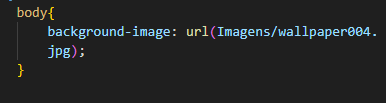 body{
background-image: url(Imagens/wallpaper004.
jpg);
}